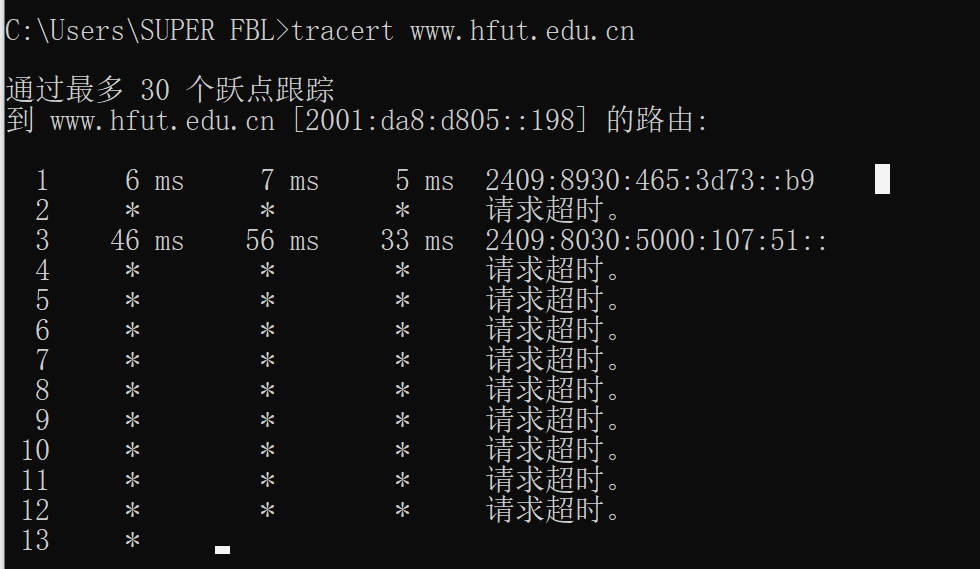 C:\Users\SUPER FBL>tracert www.hfut.edu.cn
通过最多 30 个跃点跟踪
到 www.hfut.edu.cn [2001:da8:d805::198] 的路由:
1 6 ms 7 ms 5 ms 2409:8930:465:3d73::b9
2 * * * 请求超时。
3 46 ms 56 ms 33 ms 2409:8030:5000:107:51::
4 * * * 请求超时。
5 * * * 请求超时。
6 * * * 请求超时。
7 * * * 请求超时。
8 * * * 请求超时。
9 * * * 请求超时。
10 * * * 请求超时。
11 * * * 请求超时。
12 * * * 请求超时。
13 *